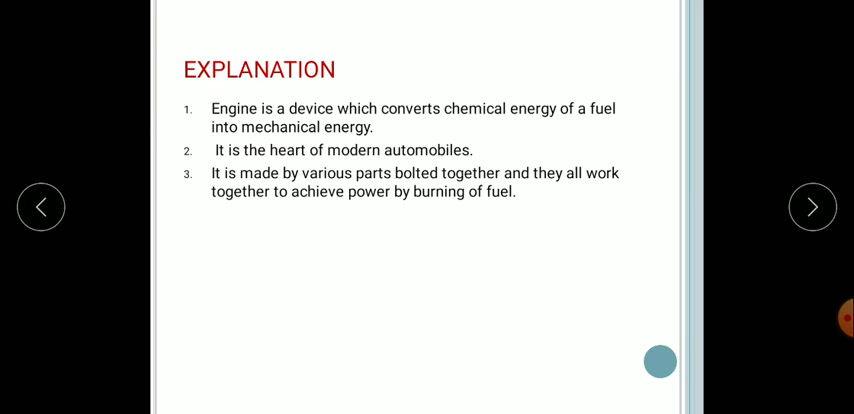 EXPLANATION
1. Engine is a device which converts chemical energy of a fuel
into mechanical energy.
2. It is the heart of modern automobiles.
3. It is made by various parts bolted together and they all work
together to achieve power by burning of fuel.